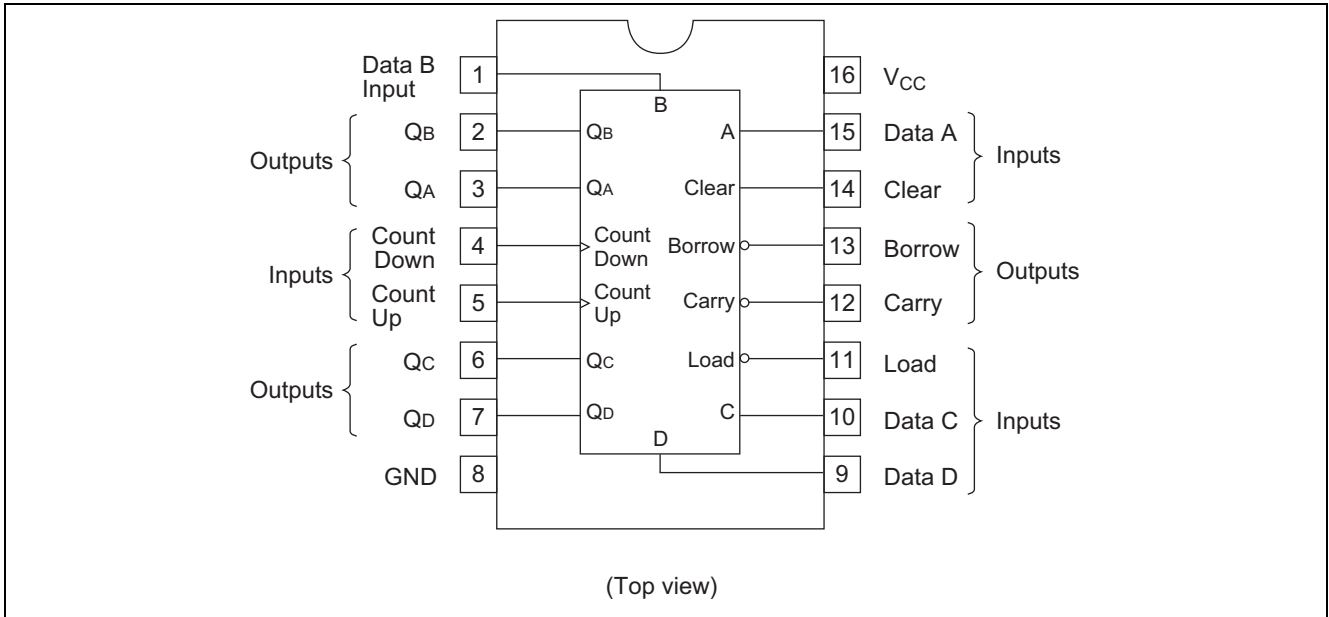 Data B
Input
1
16
VCC
B
Outputs
QB
2
QB
A
15
Data A
Inputs
QA
3
QA
Clear
14
Clear
Inputs
Count
Down
4
Count
Down
Borrow
13
Borrow
Outputs
Count
Up
5
Count
Up
Carry
12
Carry
Outputs
QC
6
QC
Load
11
Load
Inputs
QD
7
QD
C
10
Data C
D
GND
8
9
Data D
(Top view)